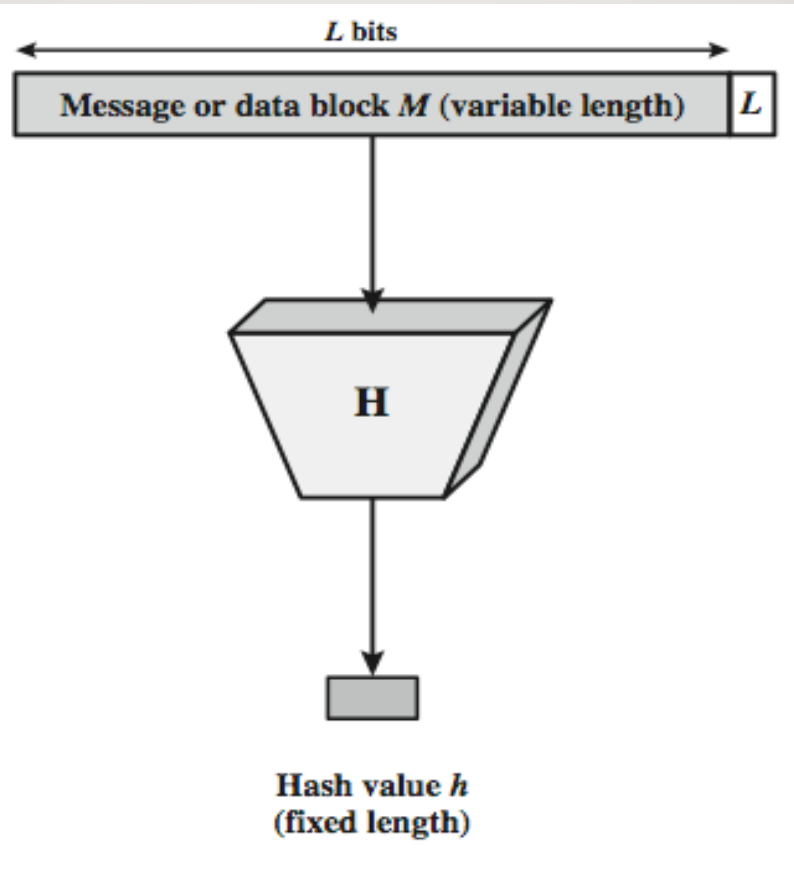 L bits
Message or data block M (variable length) L
H
Hash value h
(fixed length)